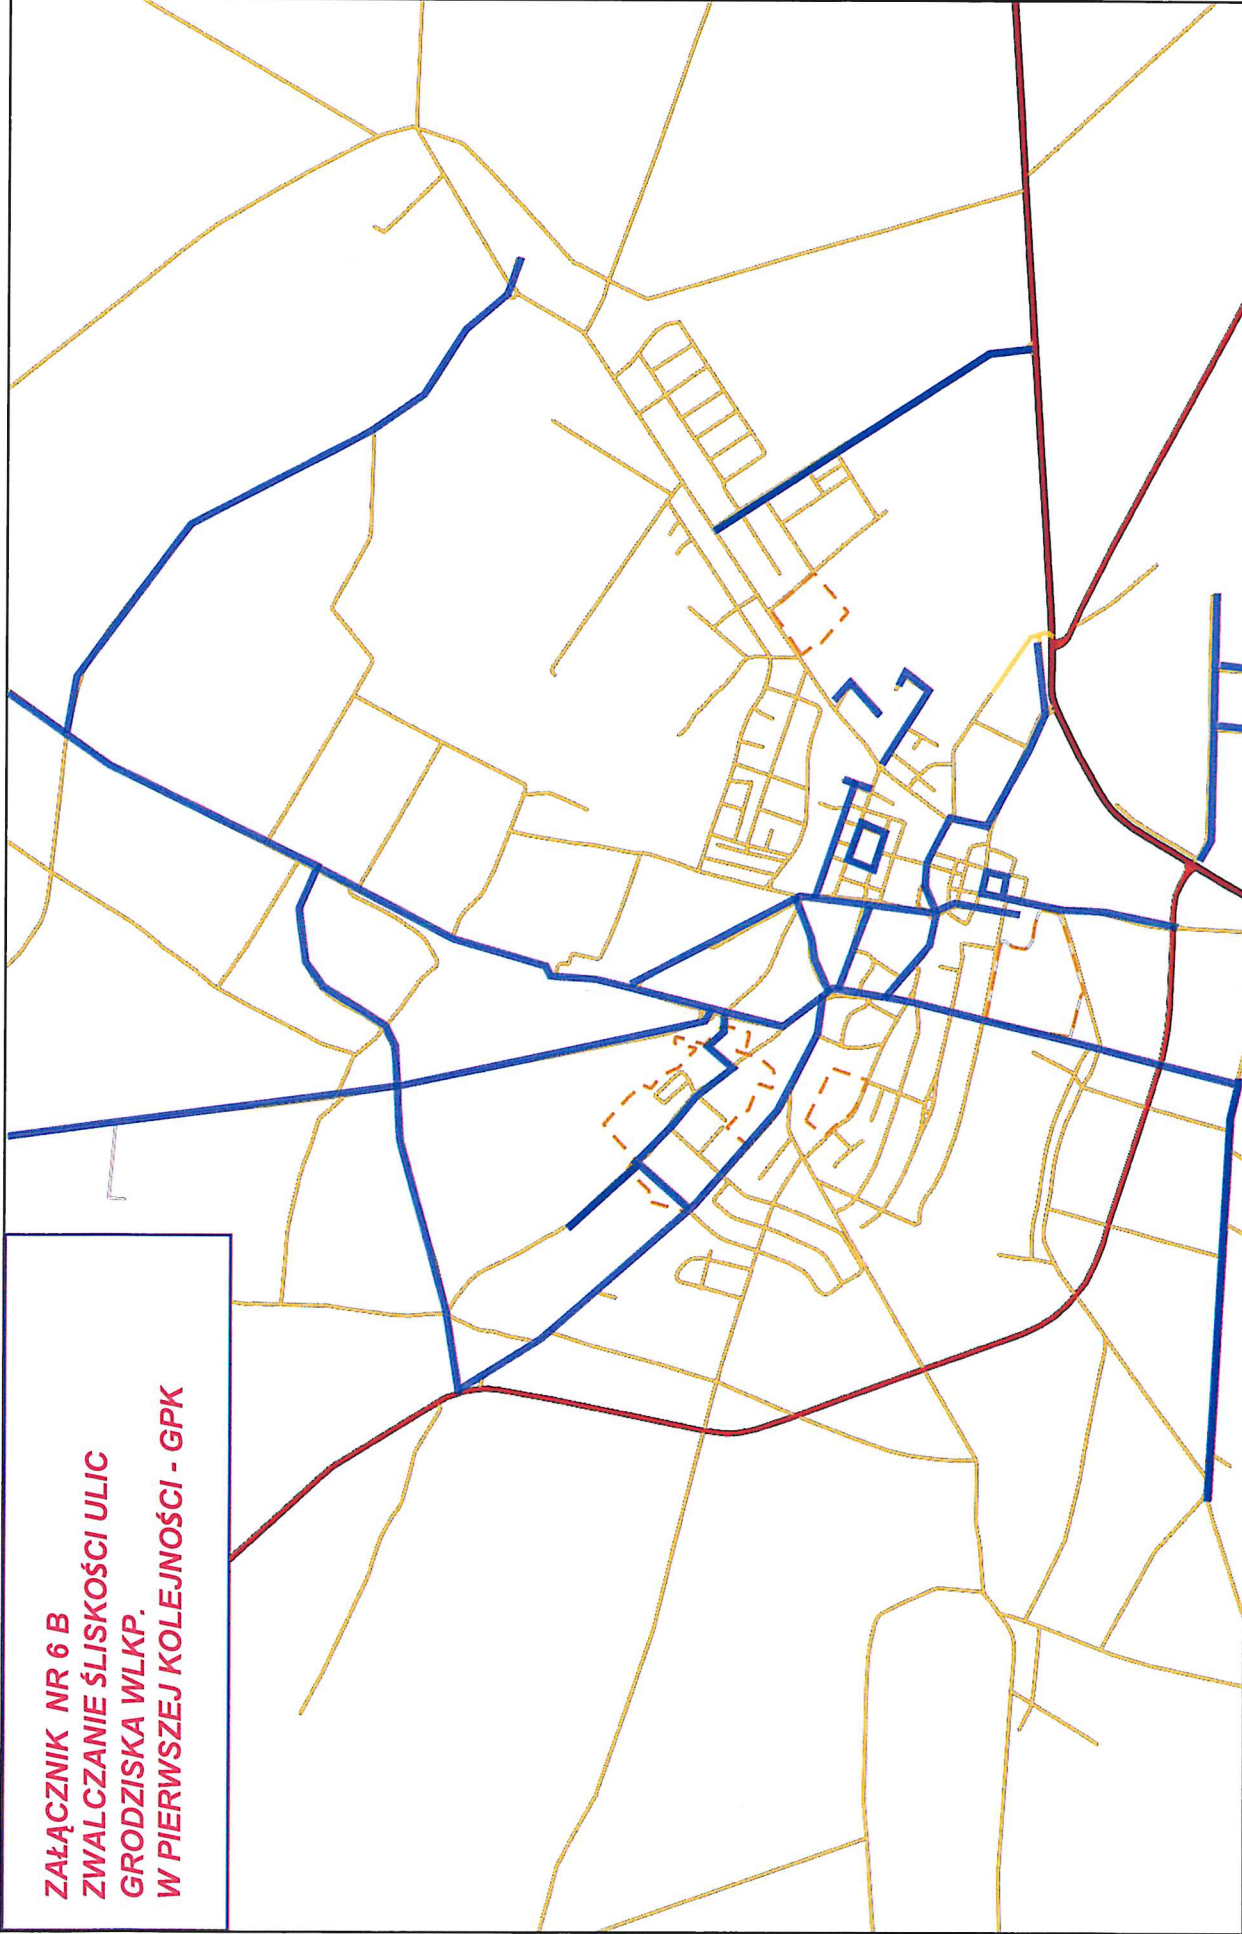 ZAŁĄCZNIK NR 6 B
ZWALCZANIE ŚLISKOŚCI ULIC
GRODZISKA WLKP.
W PIERWSZEJ KOLEJNOŚCI - GPK